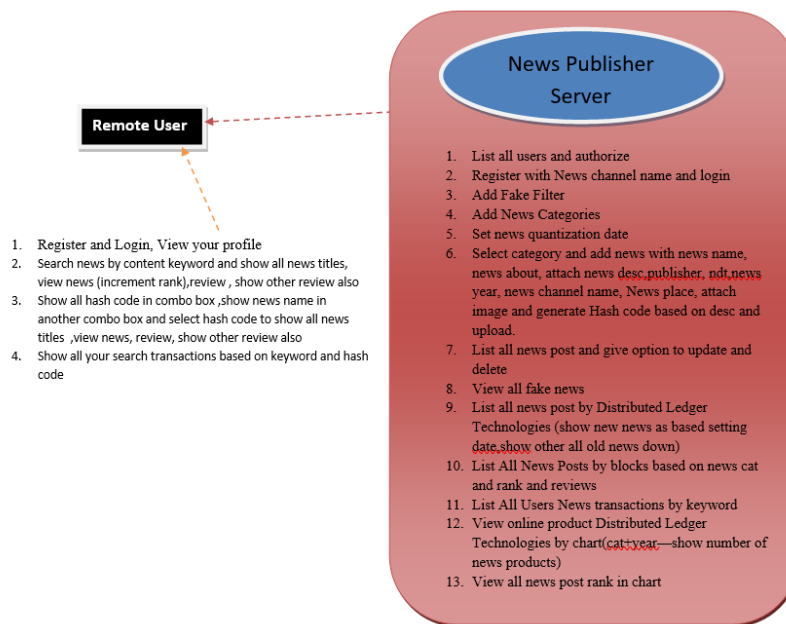 News Publisher
Server
Remote User
1. Register and Login, View your profile
2. Search news by content keyword and show all news titles,
view news (increment rank),review , show other review also
3. Show all hash code in combo box ,show news name in
another combo box and select hash code to show all news
titles ,view news, review, show other review also
4. Show all your search transactions based on keyword and hash
code
1. List all users and authorize
2. Register with News channel name and login
3. Add Fake Filter
4. Add News Categories
5. Set news quantization date
6. Select category and add news with news name,
news about, attach news desc,publisher, ndt,news
year, news channel name, News place, attach
image and generate Hash code based on desc and
upload.
7. List all news post and give option to update and
delete
8. View all fake news
9. List all news post by Distributed Ledger
Technologies (show new news as based setting
date,show other all old news down)
10. List All News Posts by blocks based on news cat
and rank and reviews
11. List All Users News transactions by keyword
12. View online product Distributed Ledger
Technologies by chart(cat+year—show number of
news products)
13. View all news post rank in chart